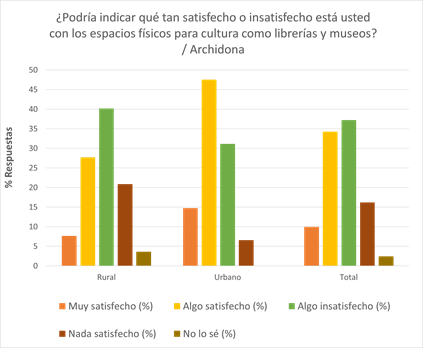 ¿Podría indicar qué tan satisfecho o insatisfecho está usted
con los espacios físicos para cultura como librerías y museos?
/ Archidona
% Respuestas
50
45
40
35
30
25
20
15
10
5
0
Rural Urbano Total
Muy satisfecho (%) Algo satisfecho (%) Algo insatisfecho (%)
Nada satisfecho (%) No lo sé (%)